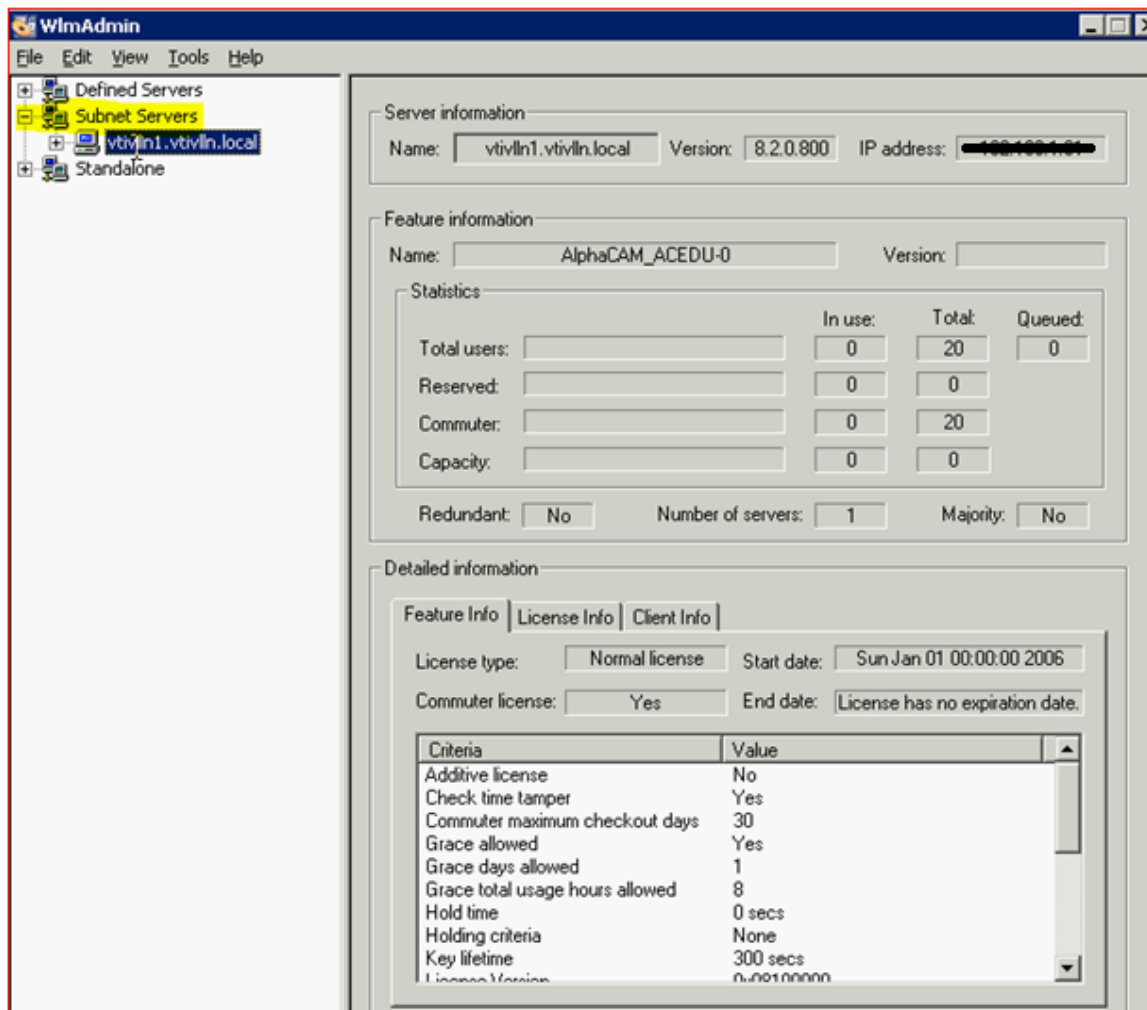 WlmAdmin
File Edit View Tools Help
Defined Servers
Subnet Servers
vtivlln1.vtivlln.local
Standalone
Server information
Name: vtivlln1.vtivlln.local Version: 8.2.0.800 IP address:
Feature information
Name: AlphaCAM_ACEDU-0 Version:
Statistics
In use: Total: Queued:
Total users: 0 20 0
Reserved: 0 0
Commuter: 0 20
Capacity: 0 0
Redundant: No Number of servers: 1 Majority: No
Detailed information
Feature Info License Info Client Info
License type: Normal license Start date: Sun Jan 01 00:00:00 2006
Commuter license: Yes End date: License has no expiration date.
Criteria Value
Additive license No
Check time tamper Yes
Commuter maximum checkout days 30
Grace allowed Yes
Grace days allowed 1
Grace total usage hours allowed 8
Hold time 0 secs
Holding criteria None
Key lifetime 300 secs
License Version 0x08100000